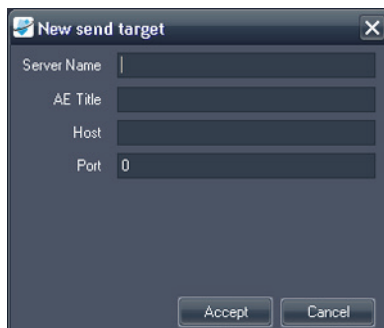 New send target
Server Name
AE Title
Host
Port 0
Accept Cancel